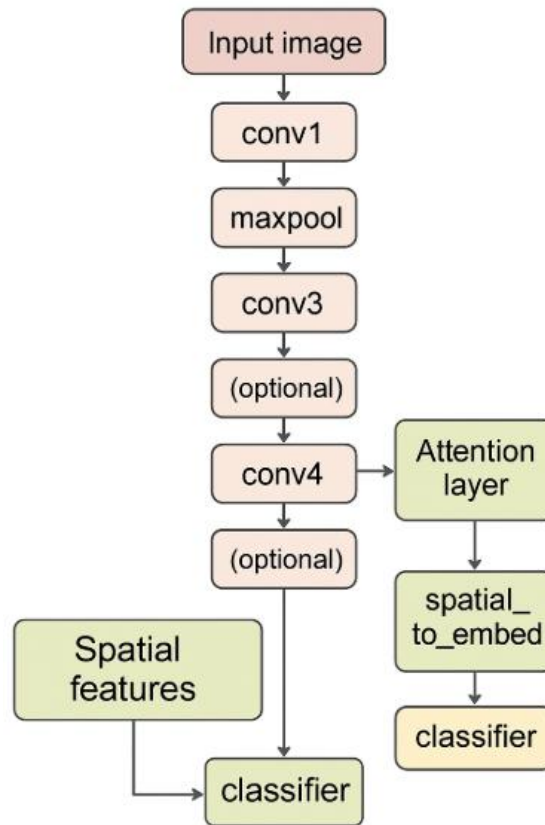 Input image
conv1
maxpool
conv3
(optional)
conv4
Attention
layer
(optional)
spatial_
to_embed
Spatial
features
classifier
classifier